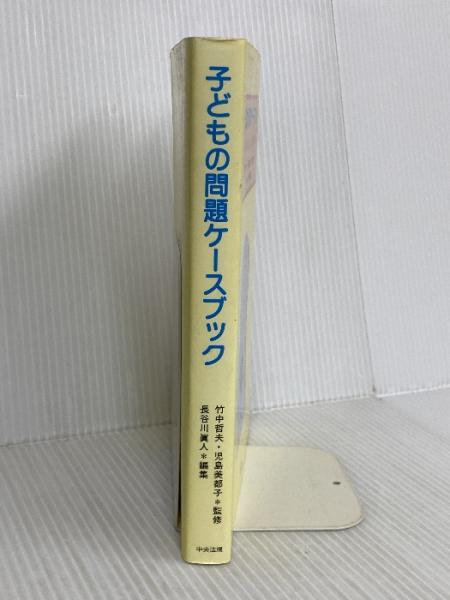 子どもの問題ケースブック
竹中哲夫・児島美都子*監修
長谷川眞人*編集
中央法規